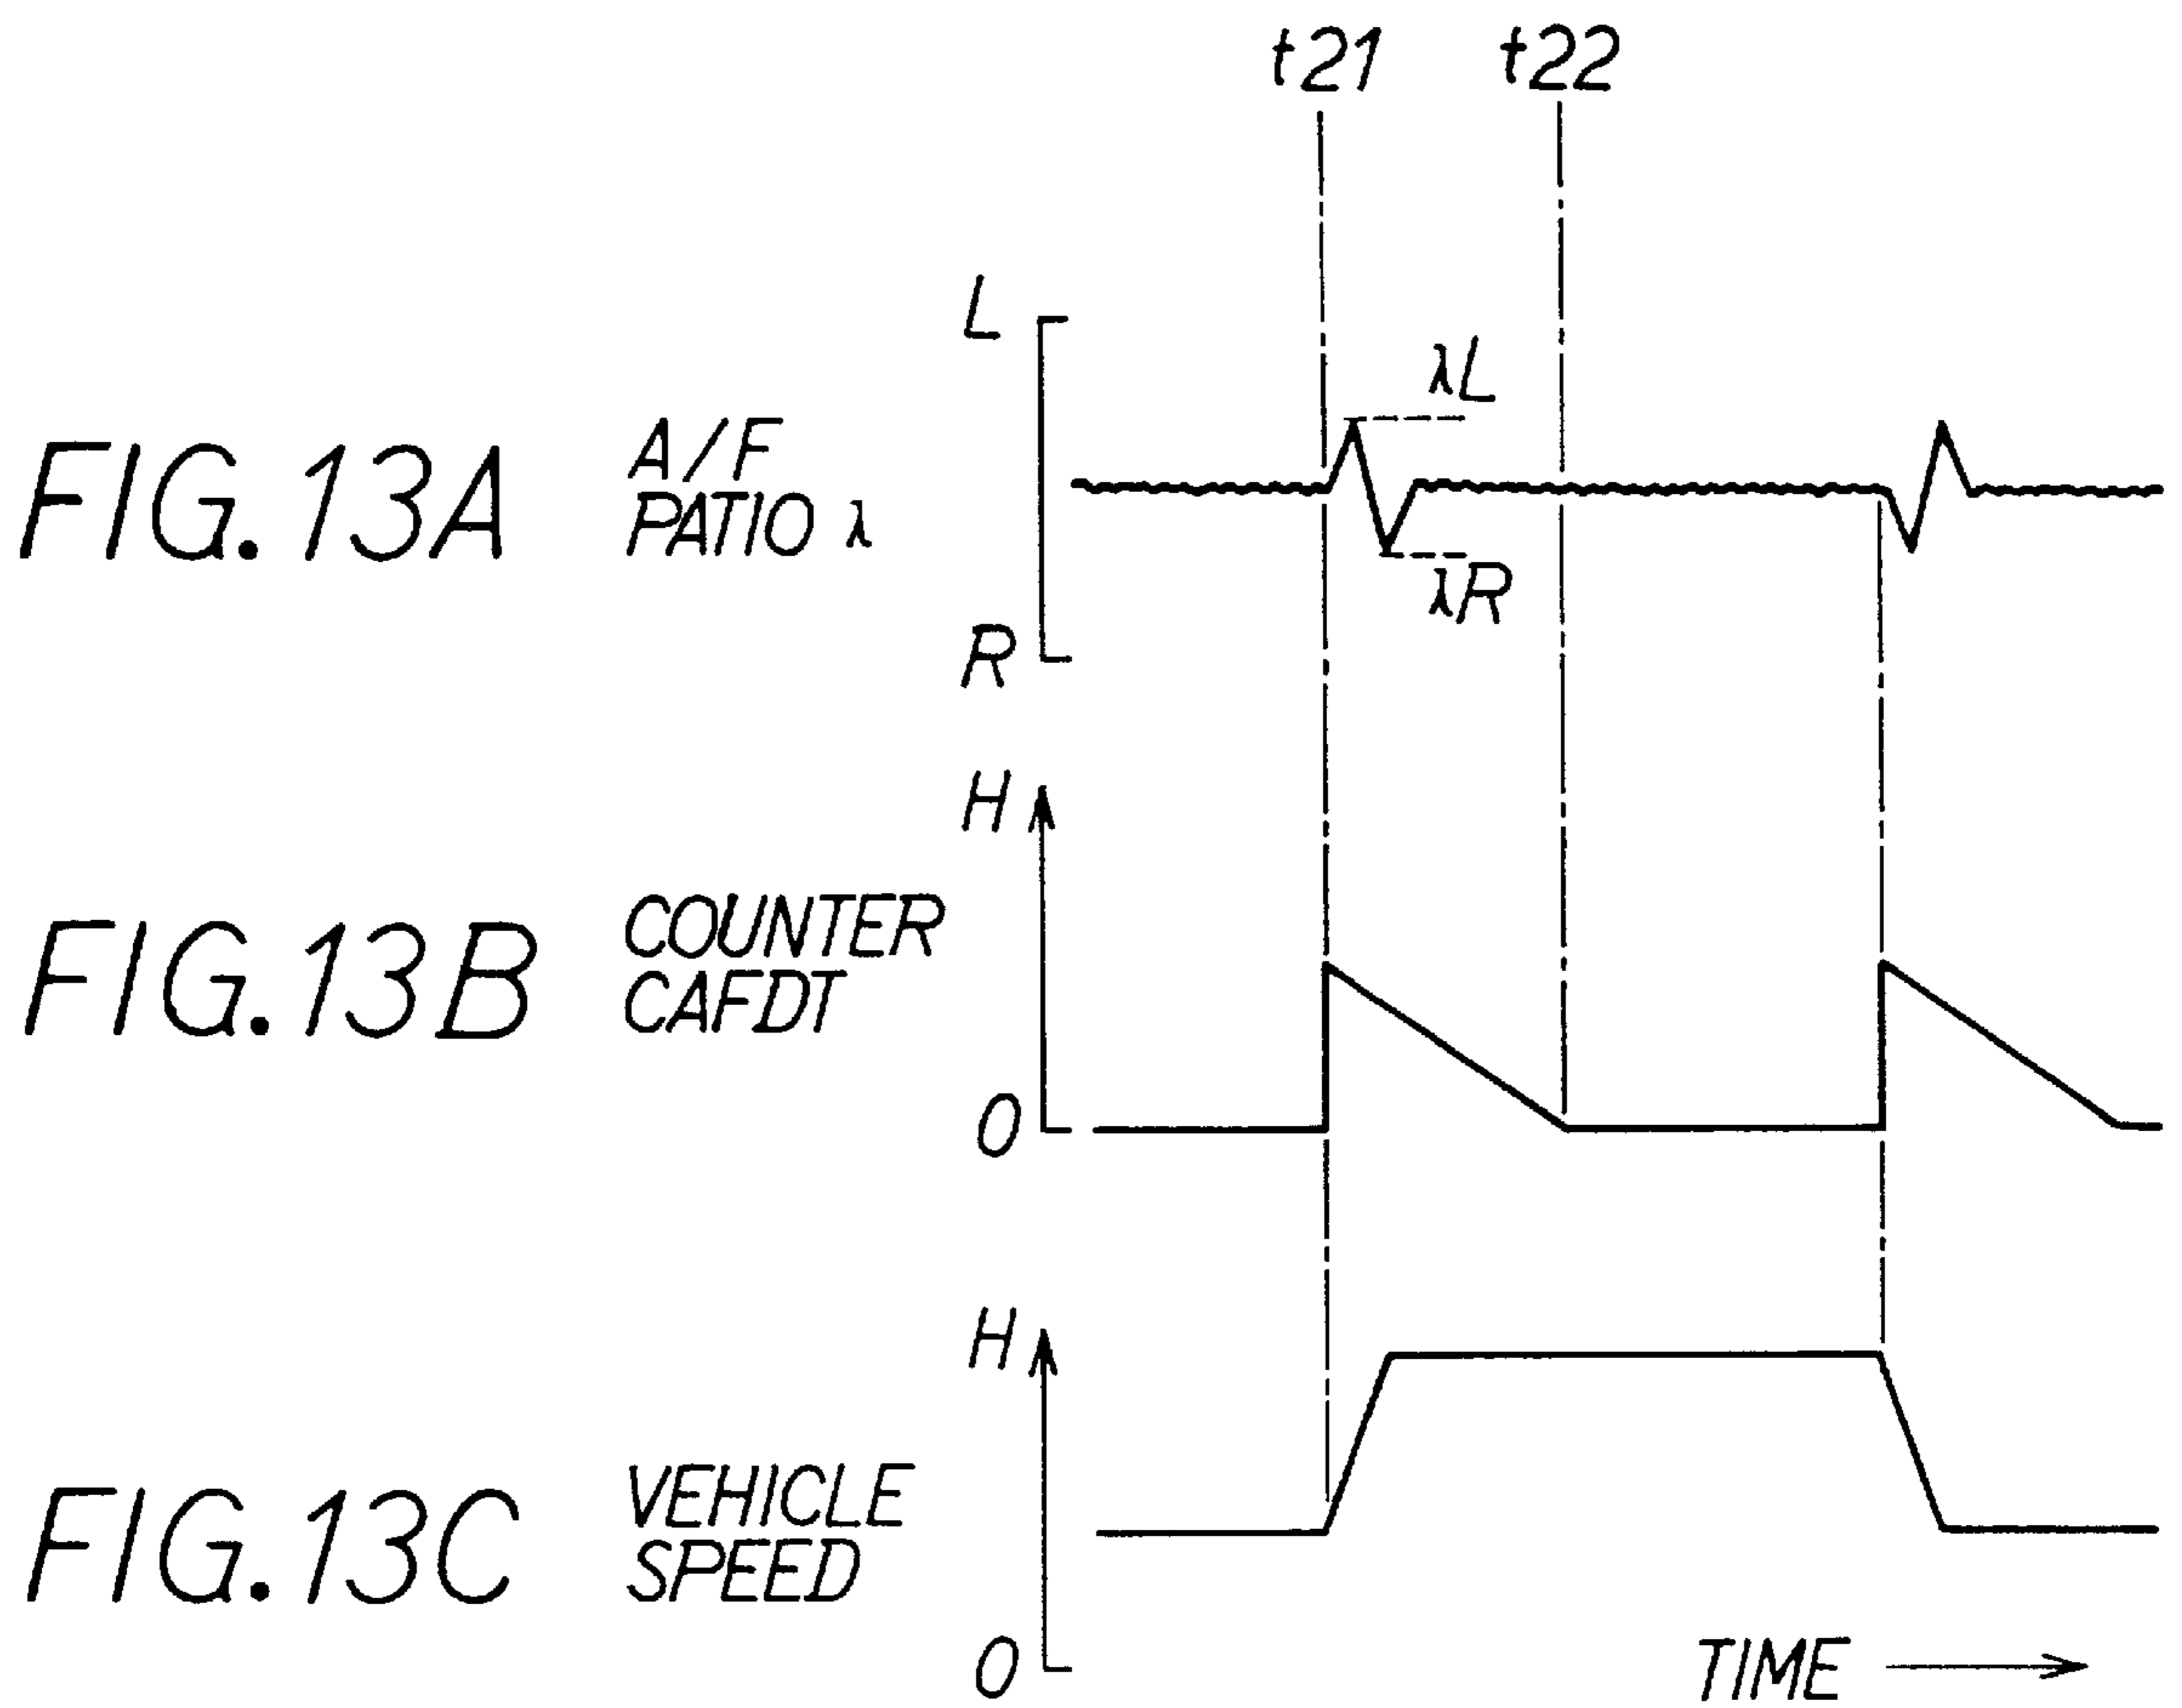 t21 t22
L
λL
FIG. 13A A/F
PATIO λ
λR
R
H
FIG. 13B COUNTER
CAFDT
0
H
FIG. 13C VEHICLE
SPEED
0
TIME